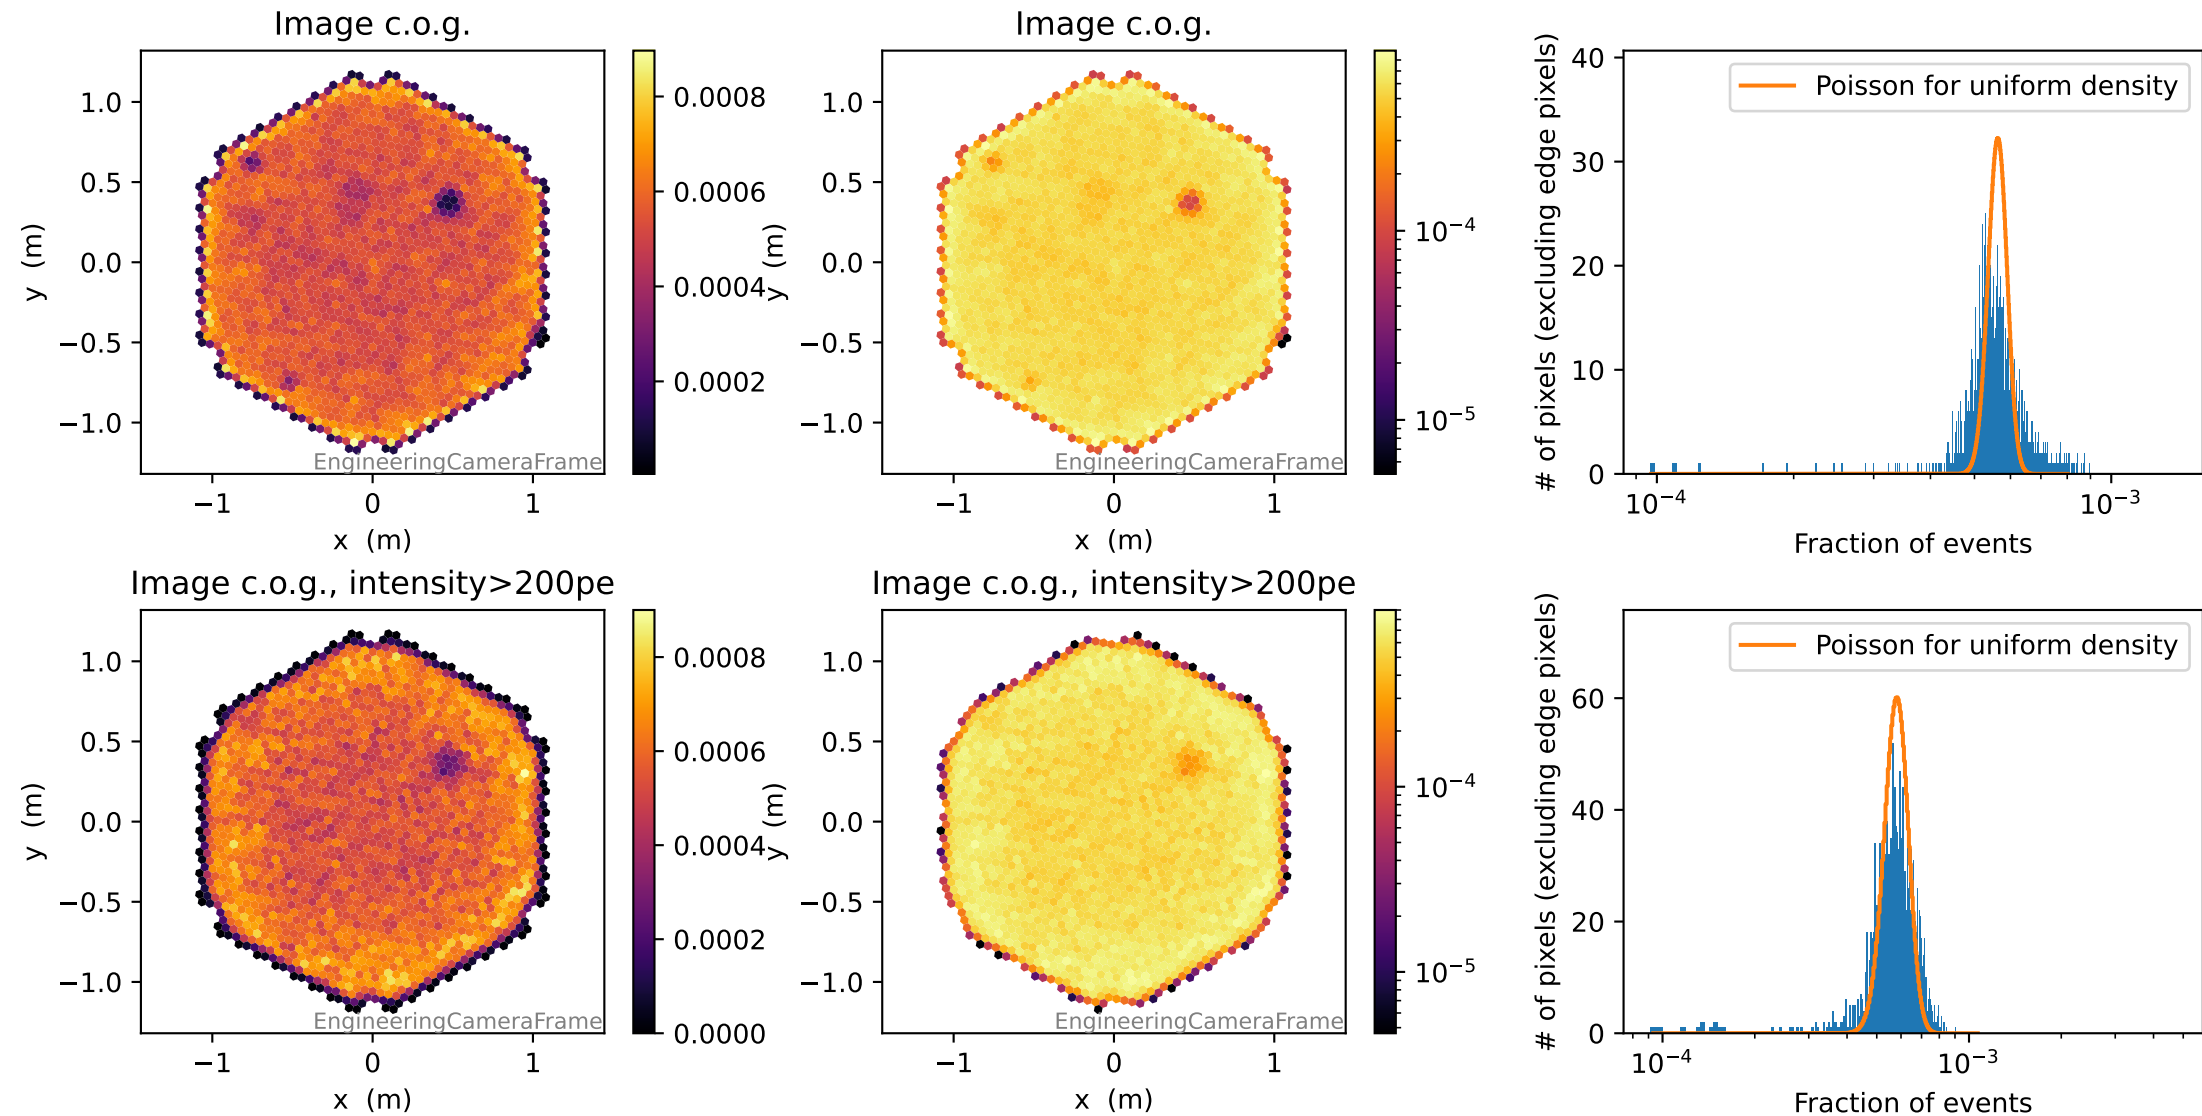 Image c.o.g.
1.0
0.5
0.0
−0.5
−1.0
y (m)
−1
0
1
x (m)
EngineeringCameraFrame
0.0008
0.0006
0.0004
0.0002
Image c.o.g.
1.0
0.5
0.0
−0.5
−1.0
y (m)
−1
0
1
x (m)
EngineeringCameraFrame
10⁻⁴
10⁻⁵
# of pixels (excluding edge pixels)
40
30
20
10
0
Poisson for uniform density
10⁻⁴
10⁻³
Fraction of events
Image c.o.g., intensity>200pe
1.0
0.5
0.0
−0.5
−1.0
y (m)
−1
0
1
x (m)
EngineeringCameraFrame
0.0008
0.0006
0.0004
0.0002
0.0000
Image c.o.g., intensity>200pe
1.0
0.5
0.0
−0.5
−1.0
y (m)
−1
0
1
x (m)
EngineeringCameraFrame
10⁻⁴
10⁻⁵
# of pixels (excluding edge pixels)
60
40
20
0
Poisson for uniform density
10⁻⁴
10⁻³
Fraction of events